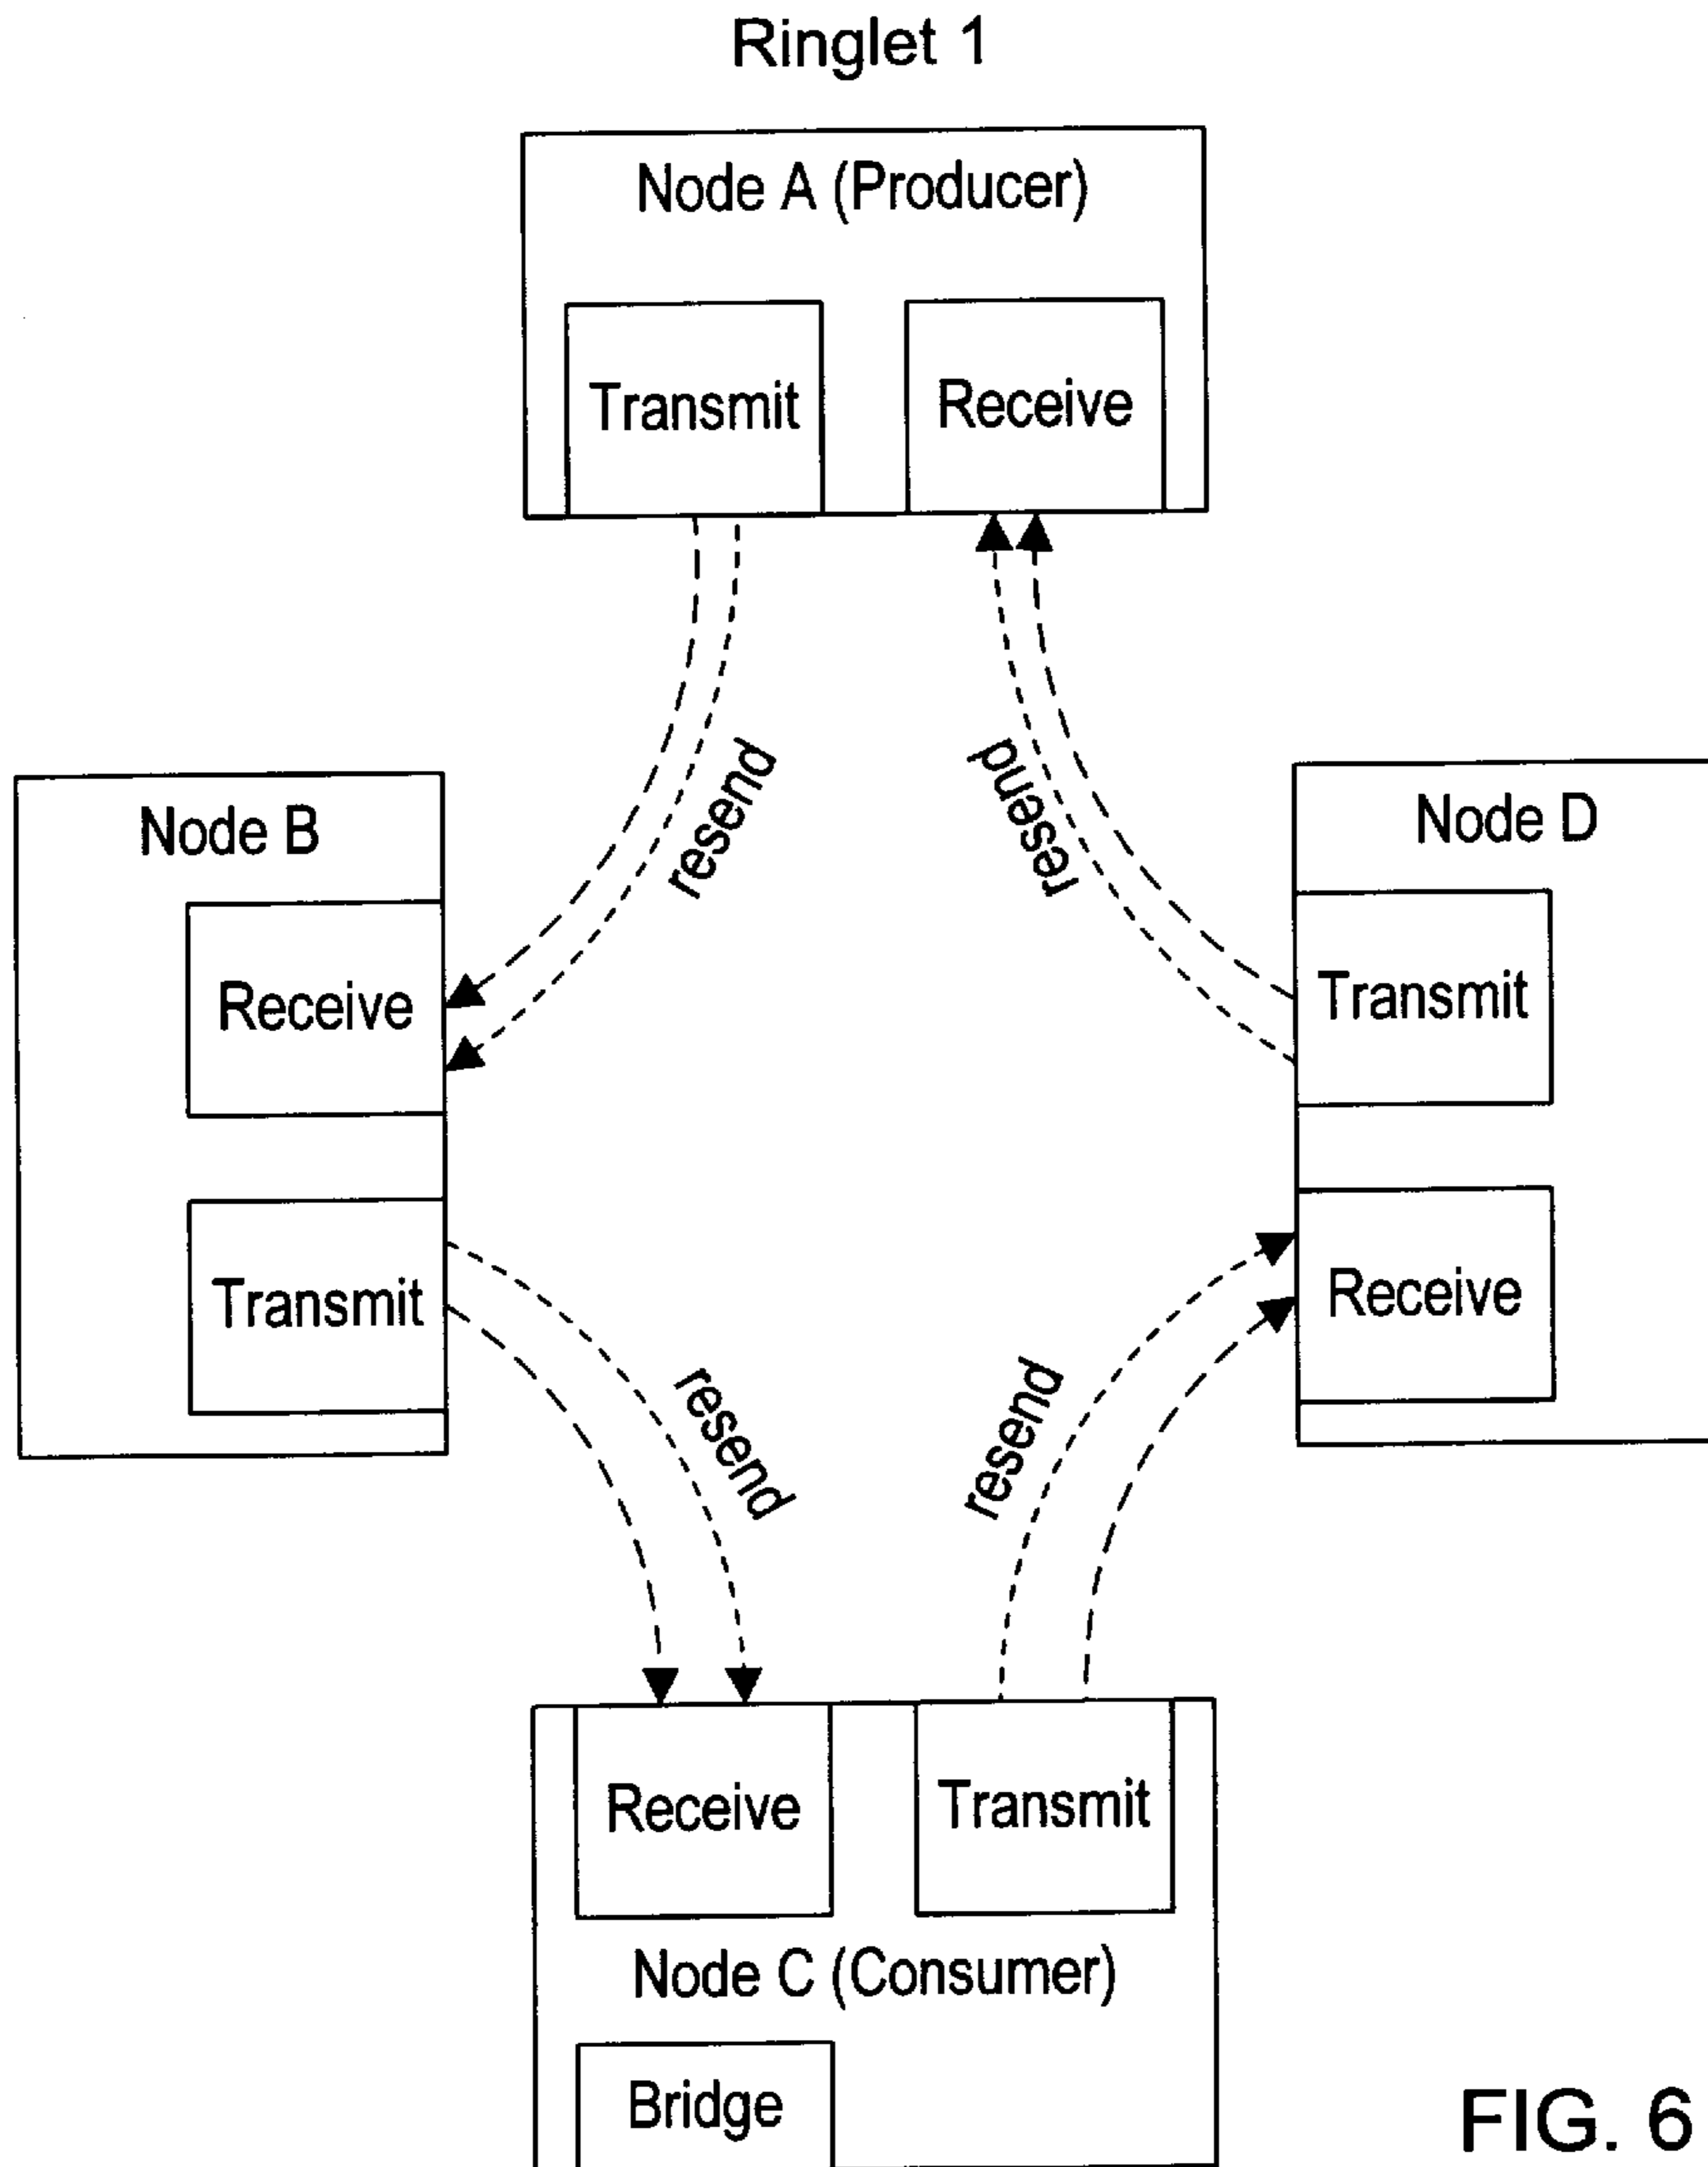 Ringlet 1
Node A (Producer)
Transmit
Receive
resend
resend
Node B
Node D
Receive
Transmit
Transmit
Receive
resend
resend
Receive
Transmit
Node C (Consumer)
Bridge
FIG. 6